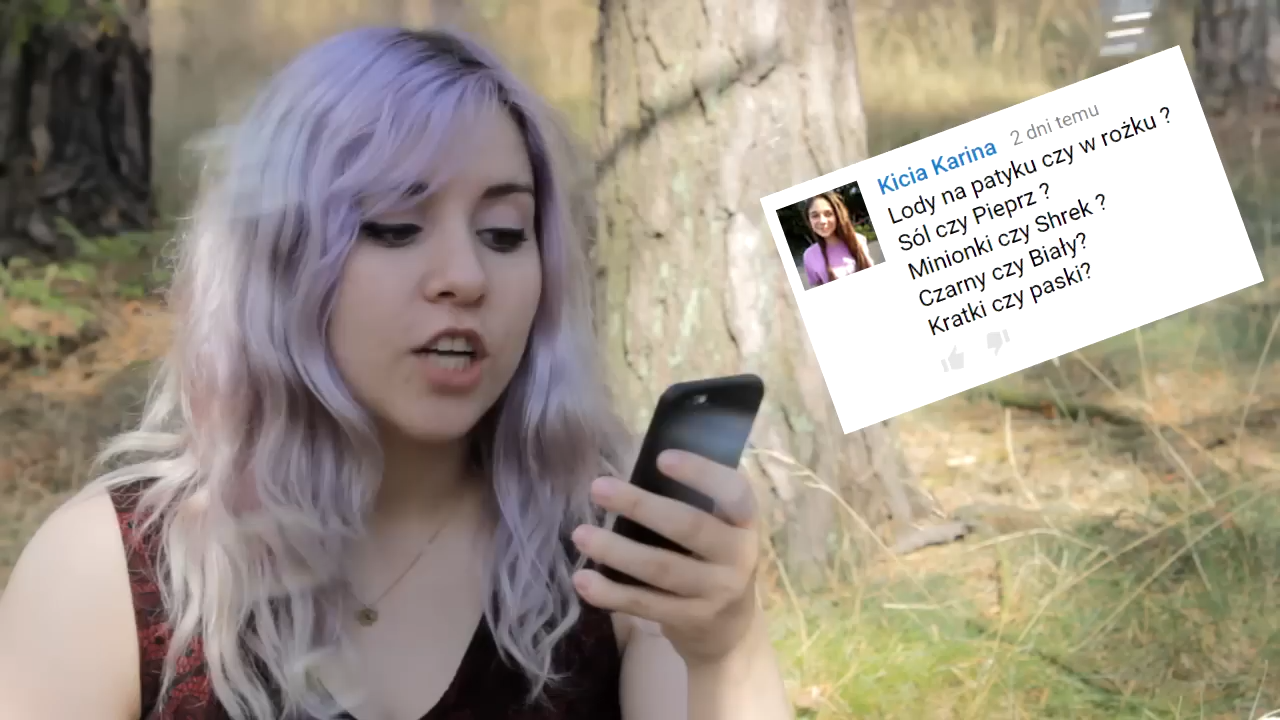 Kicia Karina 2 dni temu
Lody na patyku czy w rożku ?
Sól czy Pieprz ?
Minionki czy Shrek ?
Czarny czy Biały?
Kratki czy paski?